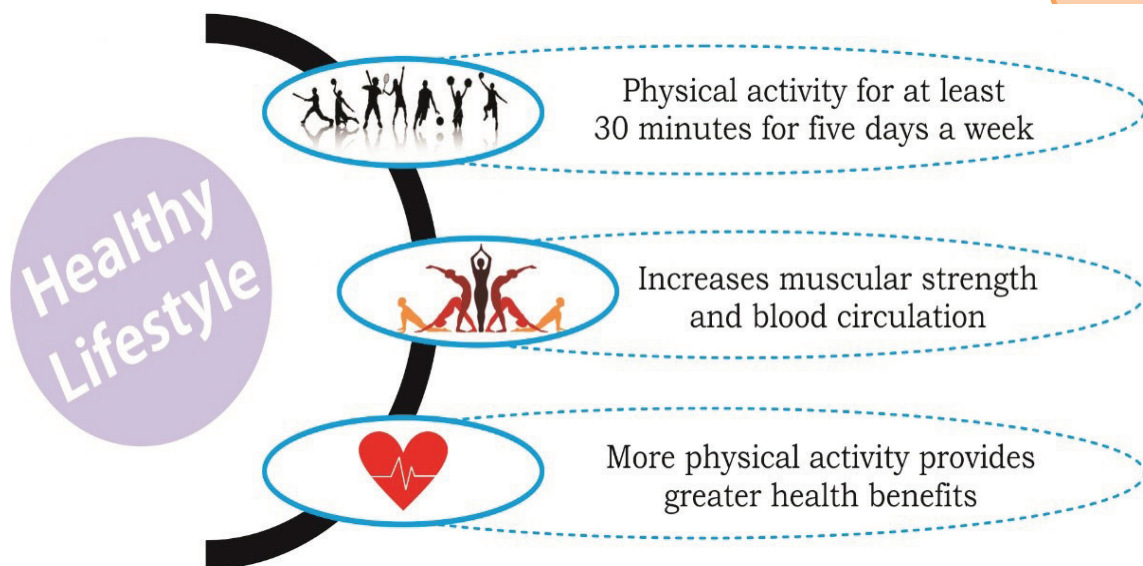 Healthy
Lifestyle
Physical activity for at least
30 minutes for five days a week
Increases muscular strength
and blood circulation
More physical activity provides
greater health benefits